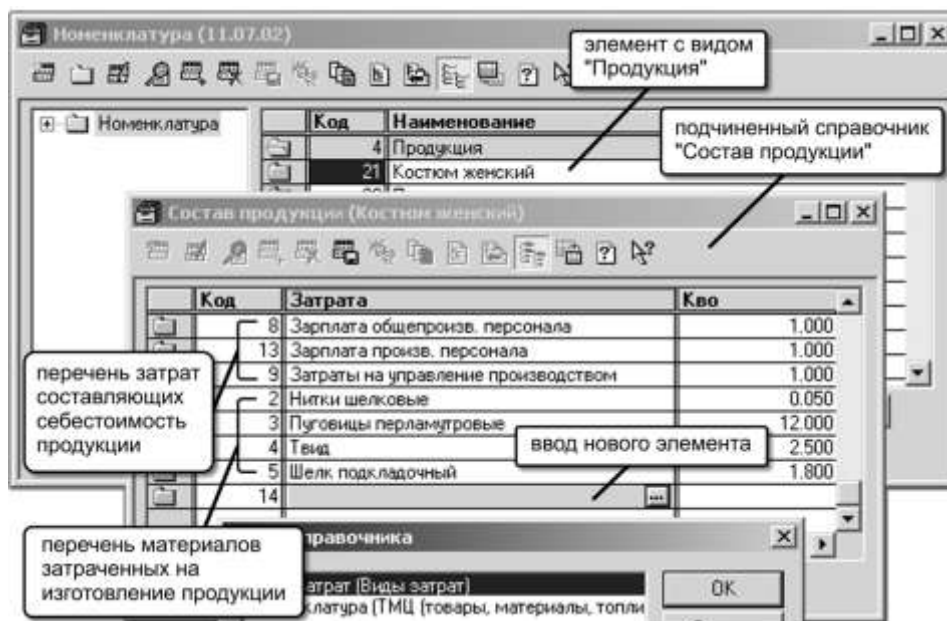 Номенклатура (11.07.02)
элемент с видом
"Продукция"
Номенклатура
Код Наименование
4 Продукция
21 Костюм женский
подчиненный справочник
"Состав продукции"
Состав продукции (Костюм женский)
Код Затрата Кво
8 Зарплата общепроизв. персонала 1.000
13 Зарплата произв. персонала 1.000
9 Затраты на управление производством 1.000
2 Нитки шелковые 0.050
3 Пуговицы перламутровые 12.000
4 Твид 2.500
5 Шелк подкладочный 1.800
14 ...
перечень затрат
составляющих
себестоимость
продукции
ввод нового элемента
перечень материалов
затраченных на
изготовление продукции
правочника
атрат (Виды затрат)
клатура (ТМЦ (товары, материалы, топли
OK